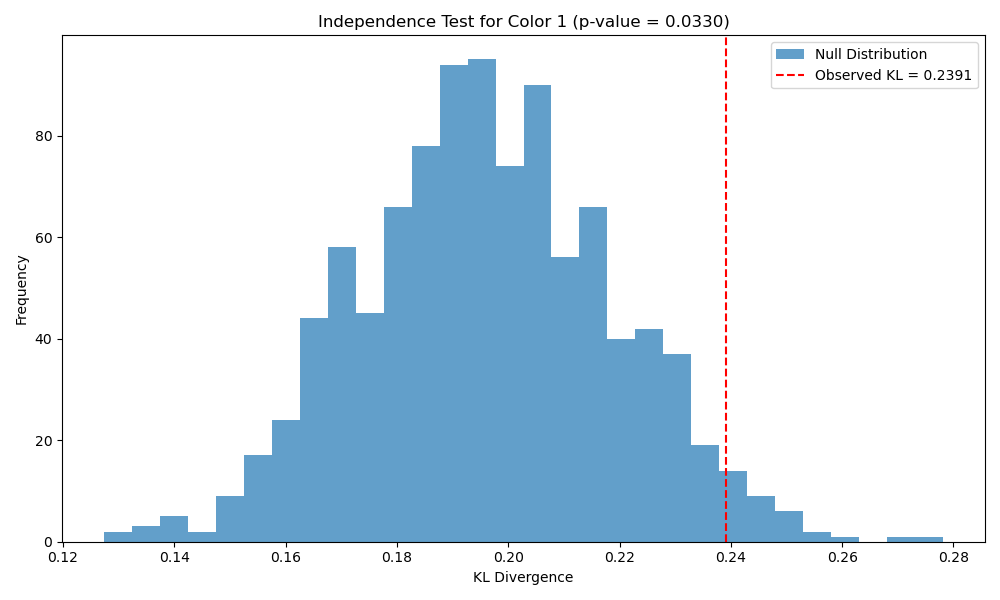 Independence Test for Color 1 (p-value = 0.0330)
Null Distribution
Observed KL = 0.2391
Frequency
80
60
40
20
0
0.12 0.14 0.16 0.18 0.20 0.22 0.24 0.26 0.28
KL Divergence